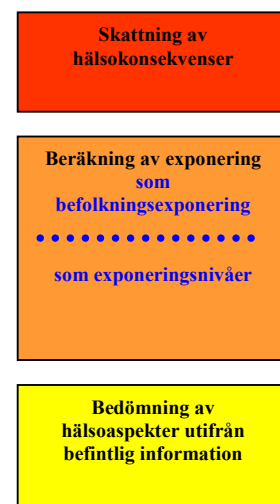 Skattning av
hälsokonsekvenser
Beräkning av exponering
som
befolkningsexponering
som exponeringsnivåer
Bedömning av
hälsoaspekter utifrån
befintlig information